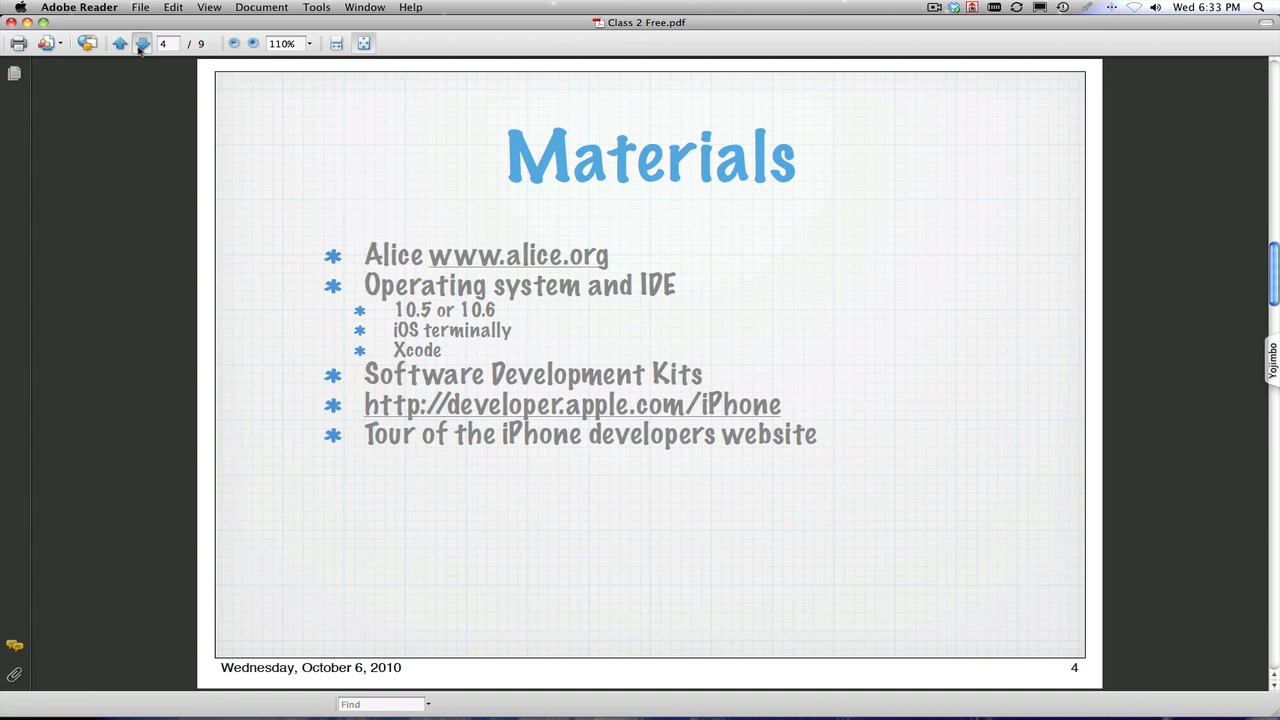 Adobe Reader File Edit View Document Tools Window Help Wed 6:33 PM
Class 2 Free.pdf
4 / 9 110%
Materials
Alice www.alice.org
Operating system and IDE
10.5 or 10.6
iOS terminally
Xcode
Software Development Kits
http://developer.apple.com/iPhone
Tour of the iPhone developers website
Yojimbo
Wednesday, October 6, 2010 4
Find